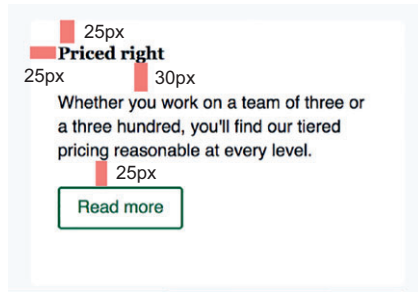 25px
Priced right
25px
30px
Whether you work on a team of three or
a three hundred, you'll find our tiered
pricing reasonable at every level.
25px
Read more